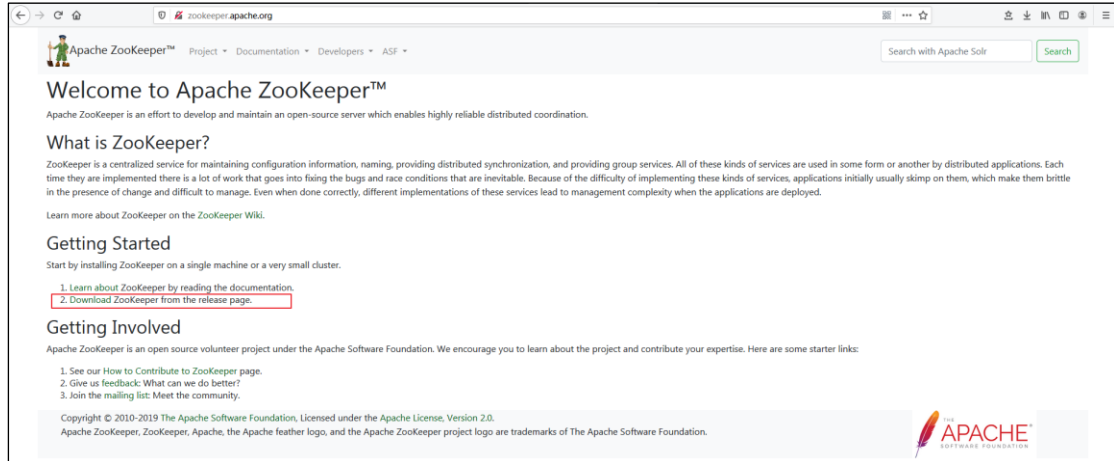 zookeeper.apache.org
Apache ZooKeeper™ Project Documentation Developers ASF Search with Apache Solr Search
Welcome to Apache ZooKeeper™
Apache ZooKeeper is an effort to develop and maintain an open-source server which enables highly reliable distributed coordination.
What is ZooKeeper?
ZooKeeper is a centralized service for maintaining configuration information, naming, providing distributed synchronization, and providing group services. All of these kinds of services are used in some form or another by distributed applications. Each
time they are implemented there is a lot of work that goes into fixing the bugs and race conditions that are inevitable. Because of the difficulty of implementing these kinds of services, applications initially usually skimp on them, which make them brittle
in the presence of change and difficult to manage. Even when done correctly, different implementations of these services lead to management complexity when the applications are deployed.
Learn more about ZooKeeper on the ZooKeeper Wiki.
Getting Started
Start by installing ZooKeeper on a single machine or a very small cluster.
1. Learn about ZooKeeper by reading the documentation.
2. Download ZooKeeper from the release page.
Getting Involved
Apache ZooKeeper is an open source volunteer project under the Apache Software Foundation. We encourage you to learn about the project and contribute your expertise. Here are some starter links:
1. See our How to Contribute to ZooKeeper page.
2. Give us feedback: What can we do better?
3. Join the mailing list: Meet the community.
Copyright © 2010-2019 The Apache Software Foundation, Licensed under the Apache License, Version 2.0.
Apache ZooKeeper, ZooKeeper, Apache, the Apache feather logo, and the Apache ZooKeeper project logo are trademarks of The Apache Software Foundation.
THE
APACHE
SOFTWARE FOUNDATION